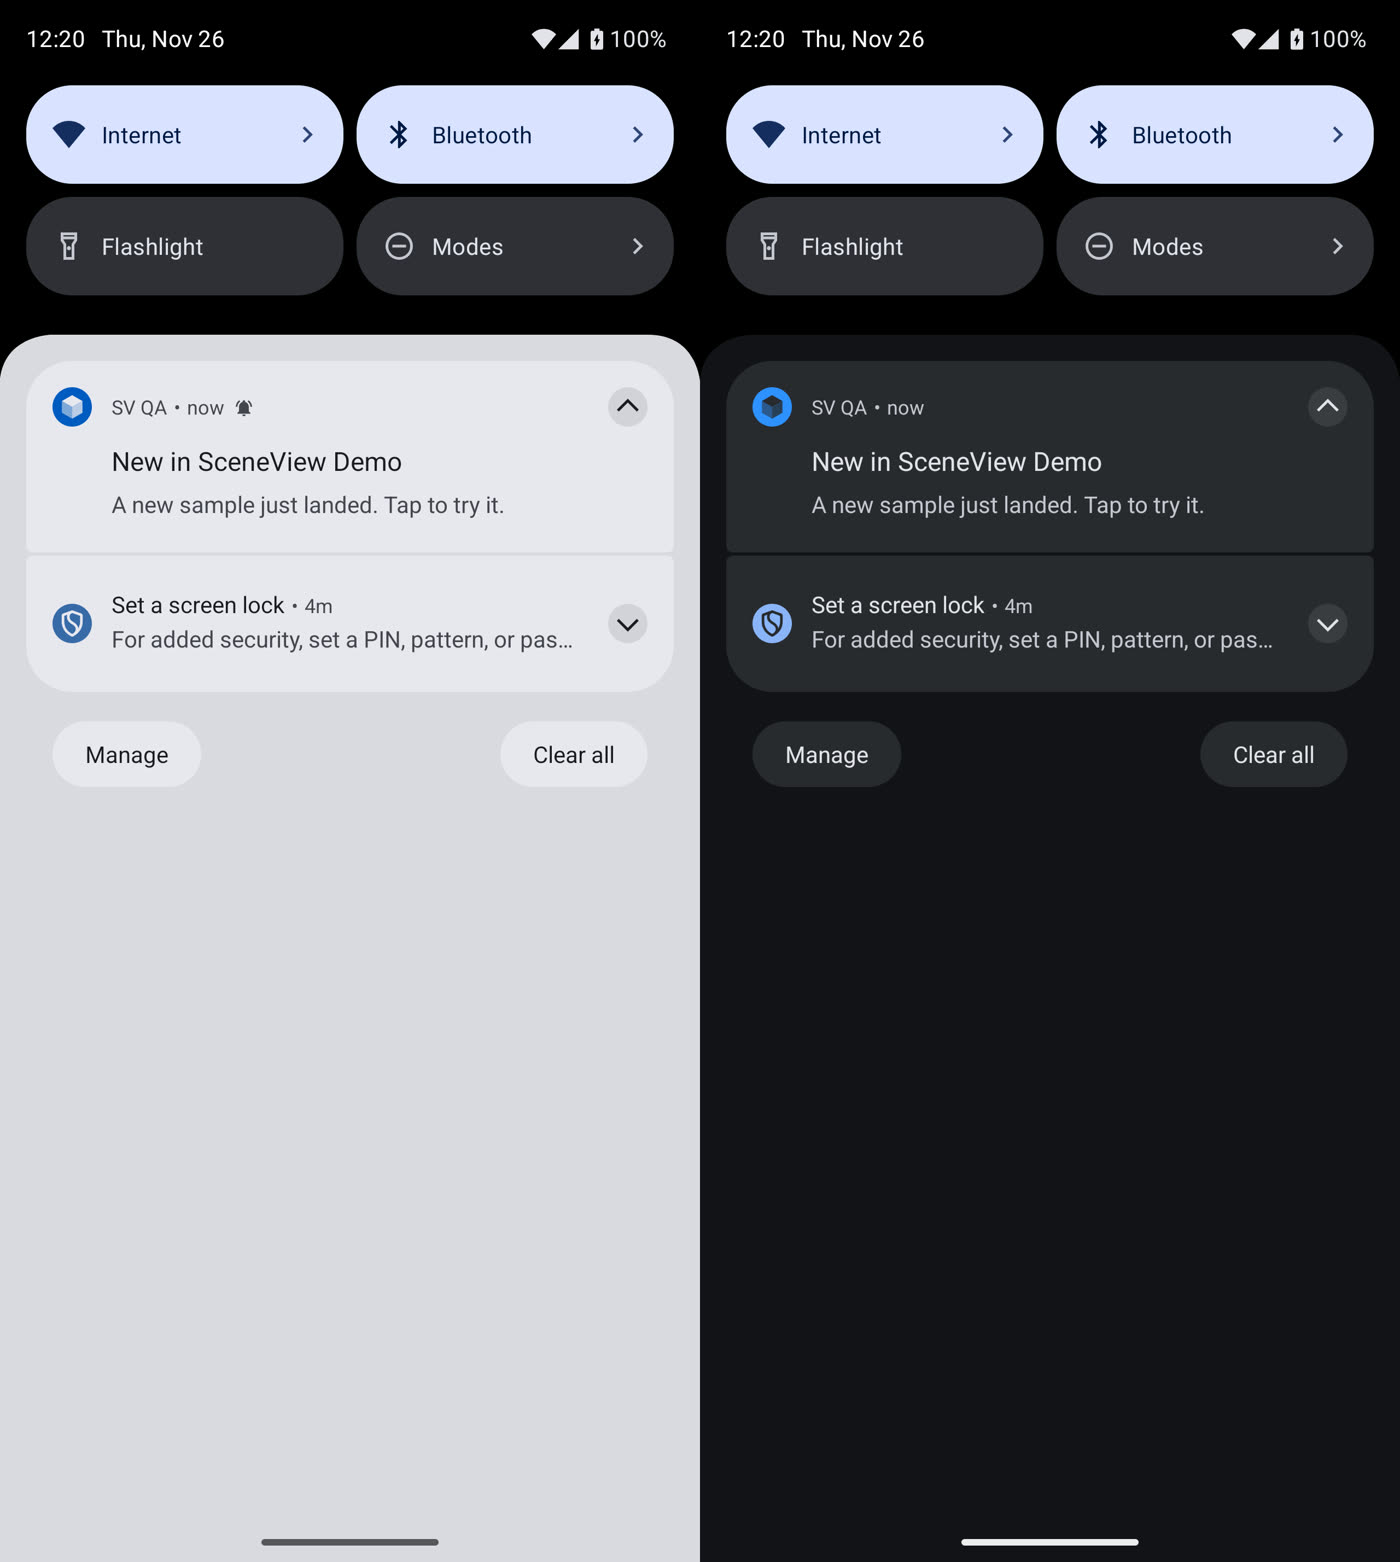 12:20 Thu, Nov 26 100%
Internet Bluetooth
Flashlight Modes
SV QA • now
New in SceneView Demo
A new sample just landed. Tap to try it.
Set a screen lock • 4m
For added security, set a PIN, pattern, or pas...
Manage Clear all
12:20 Thu, Nov 26 100%
Internet Bluetooth
Flashlight Modes
SV QA • now
New in SceneView Demo
A new sample just landed. Tap to try it.
Set a screen lock • 4m
For added security, set a PIN, pattern, or pas...
Manage Clear all